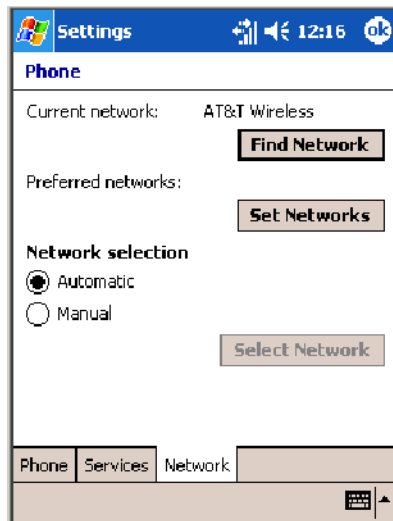 Settings 12:16 ok
Phone
Current network: AT&T Wireless
Find Network
Preferred networks:
Set Networks
Network selection
Automatic
Manual
Select Network
Phone Services Network